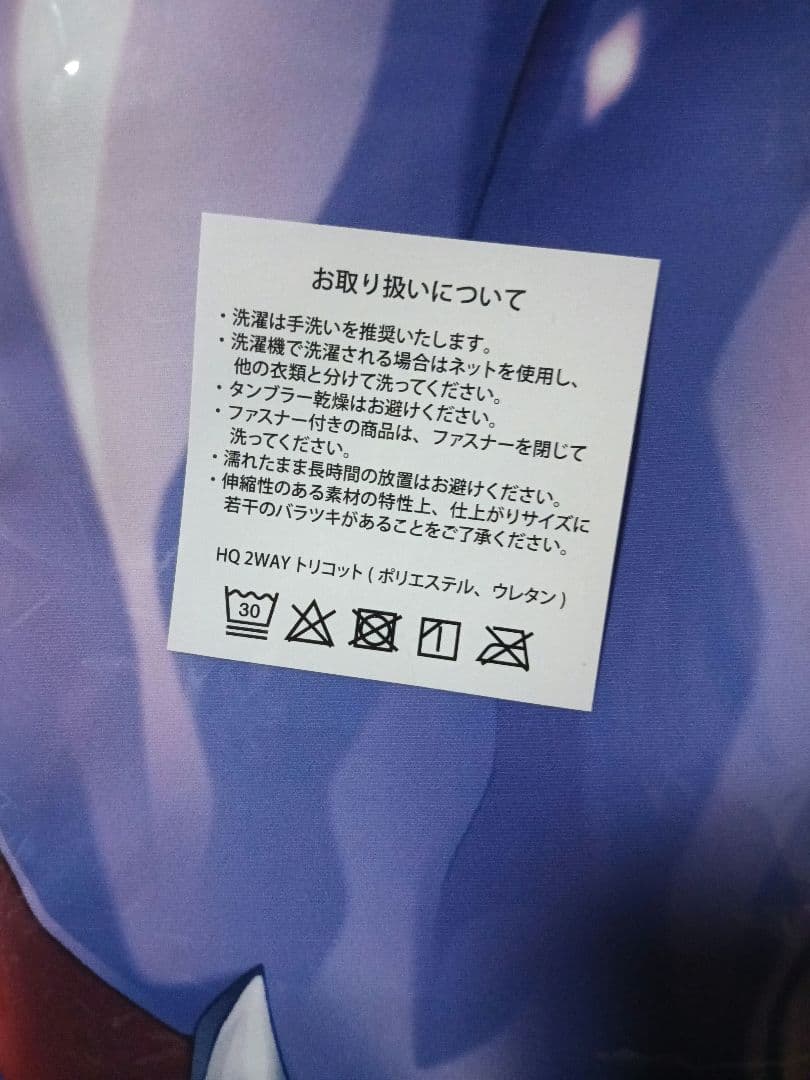 お取り扱いについて
・洗濯は手洗いを推奨いたします。
・洗濯機で洗濯される場合はネットを使用し、
他の衣類と分けて洗ってください。
・タンブラー乾燥はお避けください。
・ファスナー付きの商品は、ファスナーを閉じて
洗ってください。
・濡れたまま長時間の放置はお避けください。
・伸縮性のある素材の特性上、仕上がりサイズに
若干のバラツキがあることをご了承ください。
HQ 2WAY トリコット ( ポリエステル、ウレタン )
30